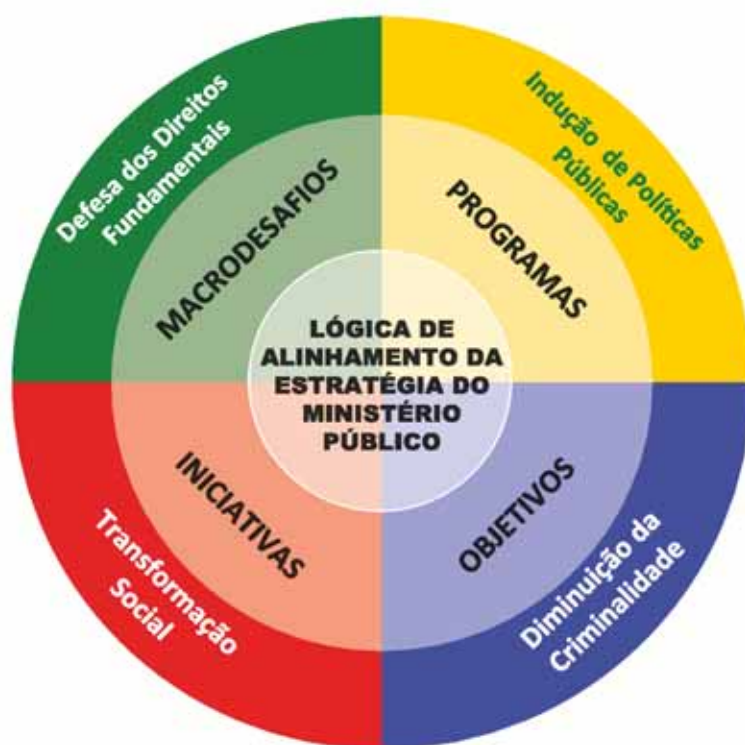 Defesa dos Direitos
Fundamentais
MACRODESAFIOS
Indução de Políticas
Públicas
PROGRAMAS
LÓGICA DE
ALINHAMENTO DA
ESTRATÉGIA DO
MINISTÉRIO
PÚBLICO
INICIATIVAS
Transformação
Social
OBJETIVOS
Diminuição da
Criminalidade